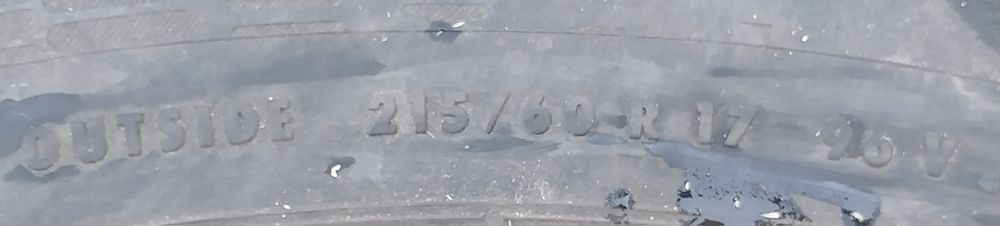 OUTSIDE . 215/60 R 17 96 V .